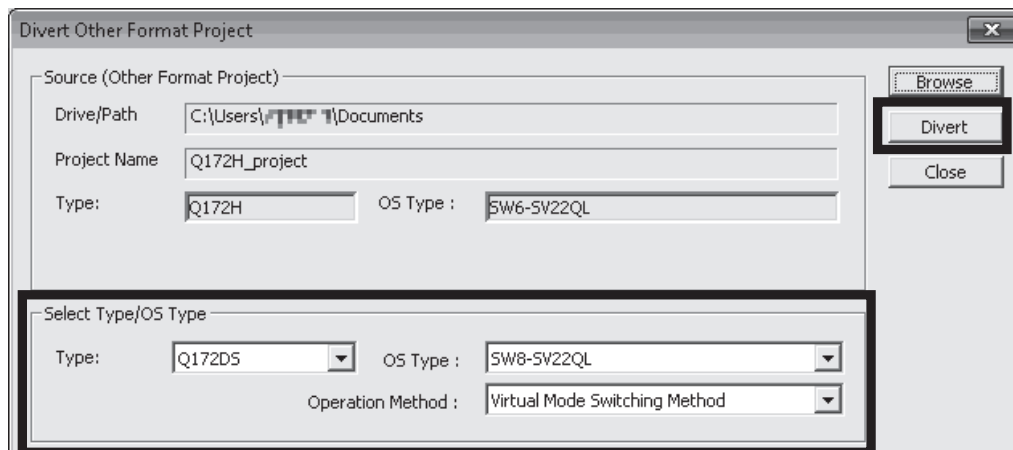 Divert Other Format Project
Source (Other Format Project)
Browse
Drive/Path C:\Users\ \Documents
Divert
Project Name Q172H_project
Close
Type: Q172H OS Type : SW6-SV22QL
Select Type/OS Type
Type: Q172DS OS Type : SW8-SV22QL
Operation Method : Virtual Mode Switching Method